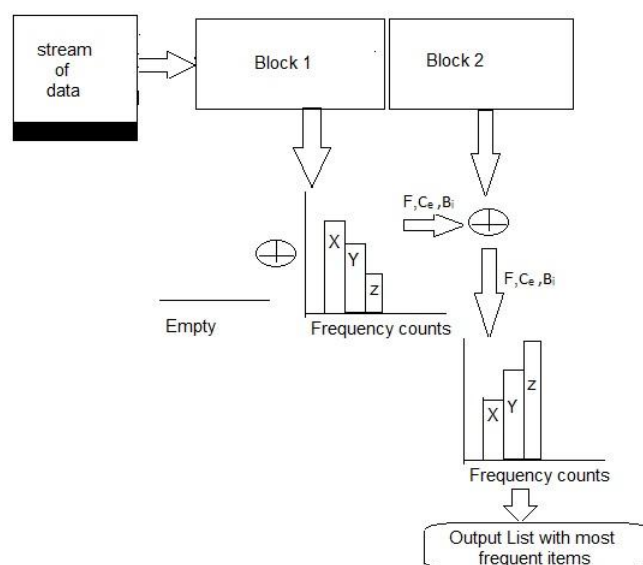 stream
of
data
Block 1
Block 2
F,Ce,Bi
X
Y
z
Empty
Frequency counts
F,Ce,Bi
X
Y
z
Frequency counts
Output List with most
frequent items